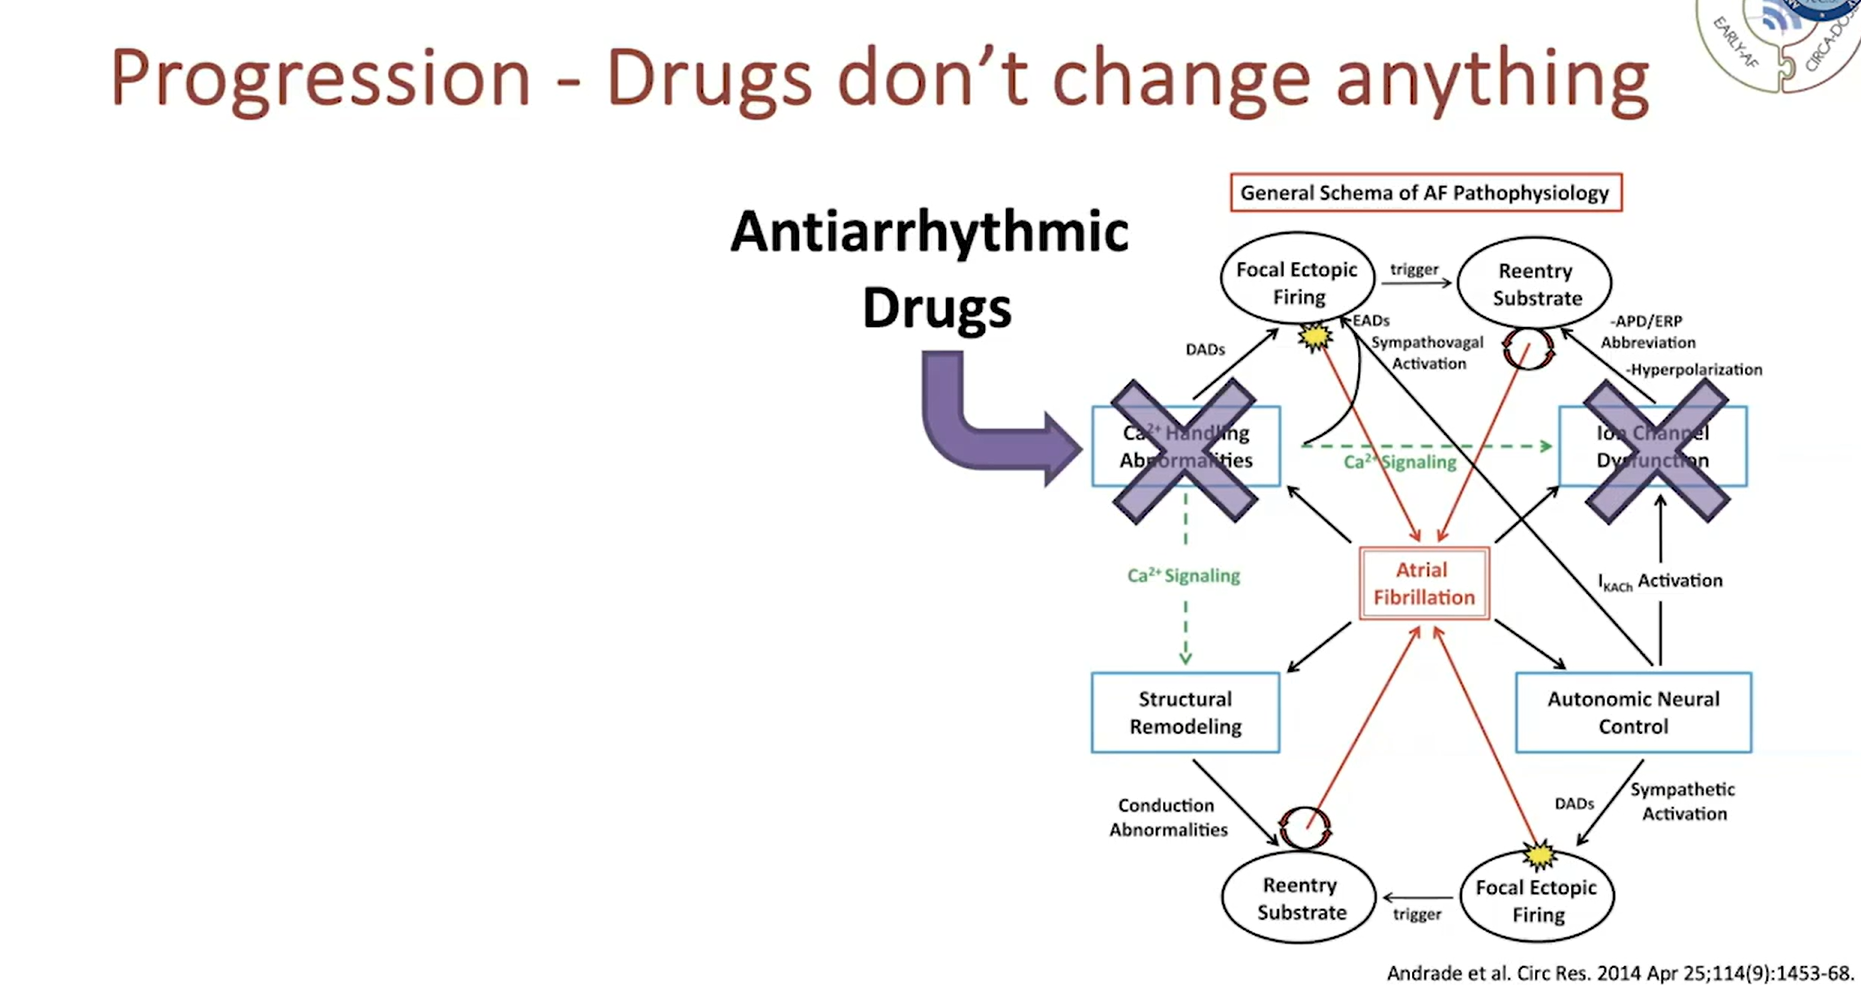 EARLY-AF
Progression - Drugs don’t change anything
General Schema of AF Pathophysiology
Antiarrhythmic
Drugs
Focal Ectopic
Firing
trigger
Reentry
Substrate
DADs
EADs
Sympathovagal
Activation
-APD/ERP
Abbreviation
-Hyperpolarization
Ca²⁺ Handling
Abnormalities
Ca²⁺ Signaling
Ion Channel
Dysfunction
Ca²⁺ Signaling
Atrial
Fibrillation
IKACh Activation
Structural
Remodeling
Autonomic Neural
Control
Conduction
Abnormalities
DADs
Sympathetic
Activation
Reentry
Substrate
trigger
Focal Ectopic
Firing
Andrade et al. Circ Res. 2014 Apr 25;114(9):1453-68.